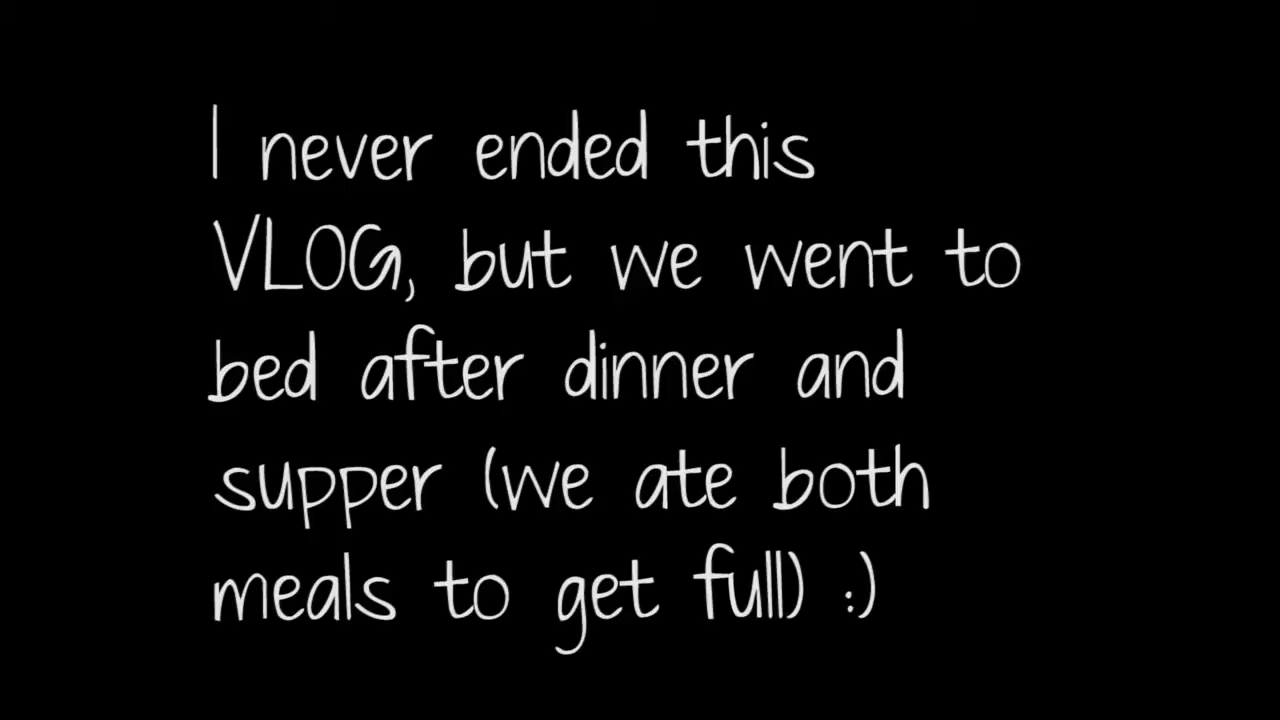 I never ended this
VLOG, but we went to
bed after dinner and
supper (we ate both
meals to get full) :)